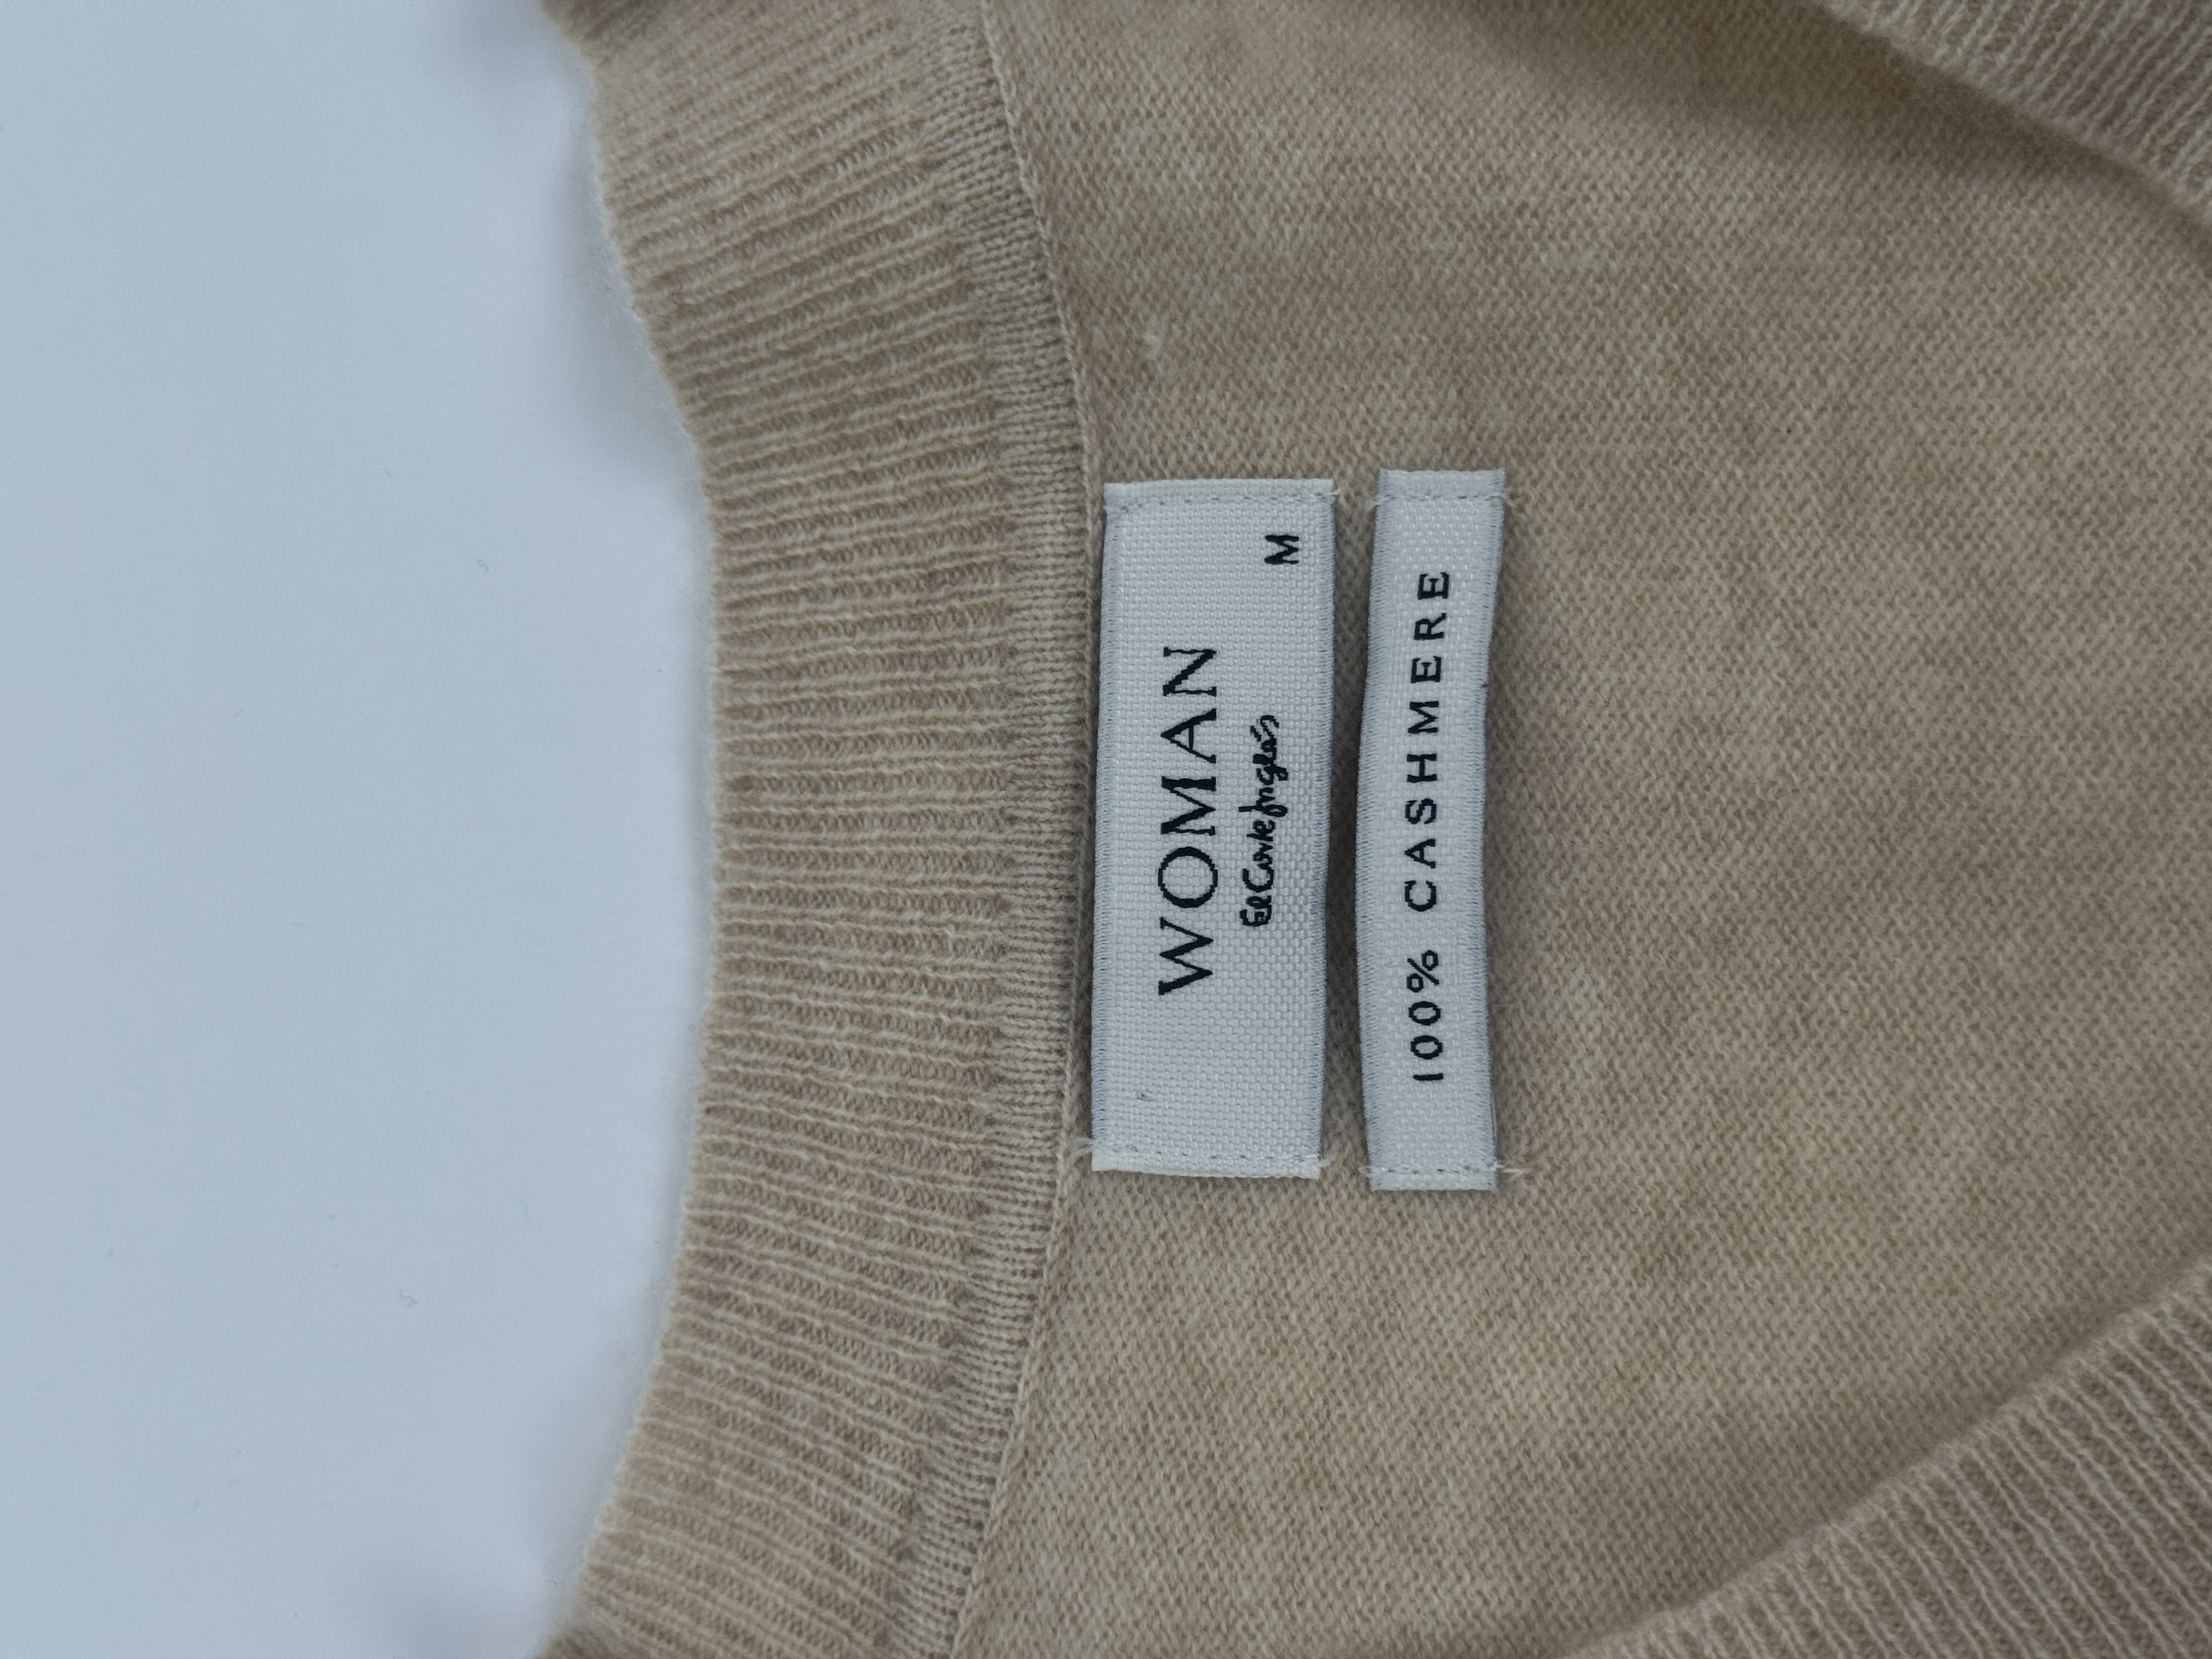 WOMAN
El Corte Inglés
M
100% CASHMERE